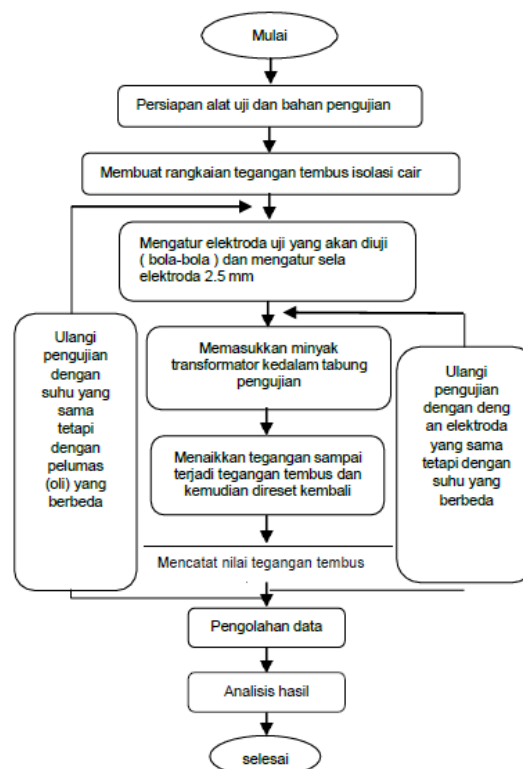 Mulai
Persiapan alat uji dan bahan pengujian
Membuat rangkaian tegangan tembus isolasi cair
Mengatur elektroda uji yang akan diuji
( bola-bola ) dan mengatur sela
elektroda 2.5 mm
Ulangi
pengujian
dengan
suhu yang
sama
tetapi
dengan
pelumas
(oli) yang
berbeda
Memasukkan minyak
transformator kedalam tabung
pengujian
Menaikkan tegangan sampai
terjadi tegangan tembus dan
kemudian direset kembali
Mencatat nilai tegangan tembus
Ulangi
pengujian
dengan deng
an elektroda
yang sama
tetapi dengan
suhu yang
berbeda
Pengolahan data
Analisis hasil
selesai